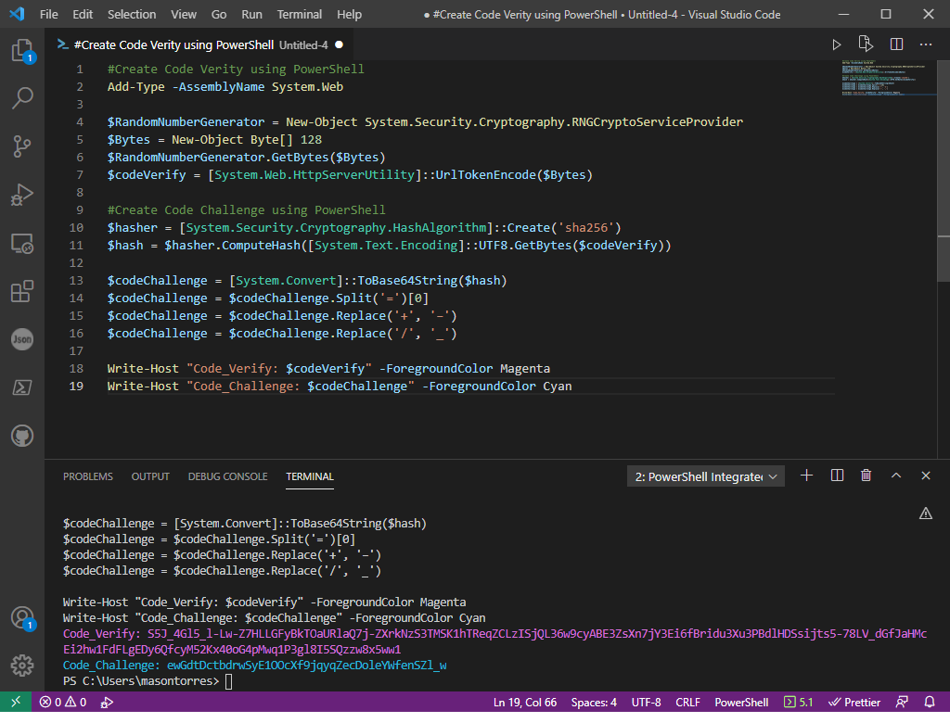 File Edit Selection View Go Run Terminal Help
● #Create Code Verity using PowerShell • Untitled-4 - Visual Studio Code
#Create Code Verity using PowerShell Untitled-4 ●
1 #Create Code Verity using PowerShell
2 Add-Type -AssemblyName System.Web
3
4 $RandomNumberGenerator = New-Object System.Security.Cryptography.RNGCryptoServiceProvider
5 $Bytes = New-Object Byte[] 128
6 $RandomNumberGenerator.GetBytes($Bytes)
7 $codeVerify = [System.Web.HttpServerUtility]::UrlTokenEncode($Bytes)
8
9 #Create Code Challenge using PowerShell
10 $hasher = [System.Security.Cryptography.HashAlgorithm]::Create('sha256')
11 $hash = $hasher.ComputeHash([System.Text.Encoding]::UTF8.GetBytes($codeVerify))
12
13 $codeChallenge = [System.Convert]::ToBase64String($hash)
14 $codeChallenge = $codeChallenge.Split('=')[0]
15 $codeChallenge = $codeChallenge.Replace('+', '–')
16 $codeChallenge = $codeChallenge.Replace('/', '_')
17
18 Write-Host "Code_Verify: $codeVerify" -ForegroundColor Magenta
19 Write-Host "Code_Challenge: $codeChallenge" -ForegroundColor Cyan
1
Json
1
PROBLEMS OUTPUT DEBUG CONSOLE TERMINAL
2: PowerShell Integrate
$codeChallenge = [System.Convert]::ToBase64String($hash)
$codeChallenge = $codeChallenge.Split('=')[0]
$codeChallenge = $codeChallenge.Replace('+', '–')
$codeChallenge = $codeChallenge.Replace('/', '_')
Write-Host "Code_Verify: $codeVerify" -ForegroundColor Magenta
Write-Host "Code_Challenge: $codeChallenge" -ForegroundColor Cyan
Code_Verify: S5J_4Gl5_l-Lw-Z7HLLGFyBkTOaURlaQ7j-ZXrkNzS3TMSK1hTReqZCLzISjQL36w9cyABE3ZsXn7jY3Ei6fBridu3Xu3PBdlHDSsijts5-78LV_dGfJaHMc
Ei2hw1FdFLgEDy6QfcyM52Kx40oG4pMwq1P3gl8I5SQzzw8x5ww1
Code_Challenge: ewGdtDctbdrwSyE1OOcXf9jqyqZecDoleYWfenSZl_w
PS C:\Users\masontorres>
0 0 Ln 19, Col 66 Spaces: 4 UTF-8 CRLF PowerShell 5.1 Prettier